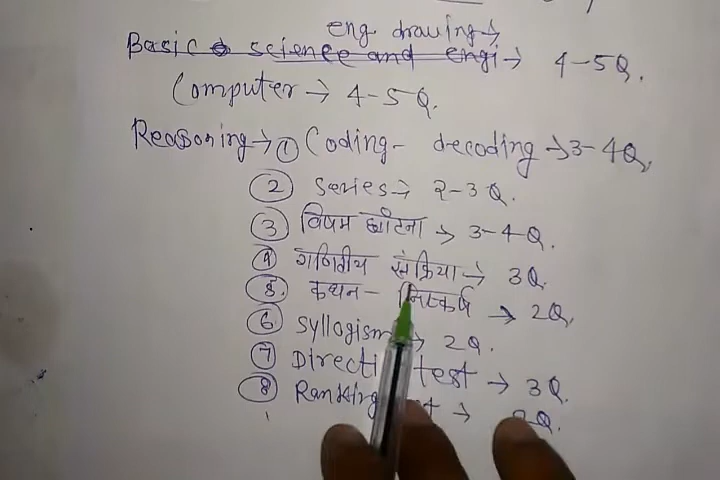 eng drawing→
Basic science and engi→ 4-5Q.
Computer → 4-5Q.
Reasoning→① Coding- decoding→3-4Q.
② series→ 2-3Q.
③ विषम छाँटना → 3-4Q.
④ गणितीय संक्रिया→ 3Q.
⑤ कथन- निष्कर्ष → 2Q.
⑥ Syllogism → 2Q.
⑦ Direction test → 3Q.
⑧ Ranking → 2Q.